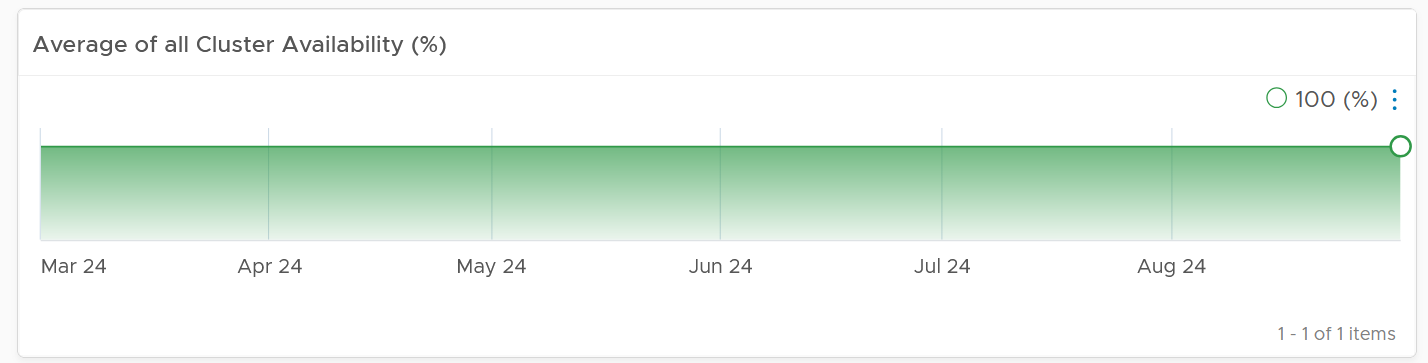 Average of all Cluster Availability (%)
100 (%)
Mar 24 Apr 24 May 24 Jun 24 Jul 24 Aug 24
1 - 1 of 1 items